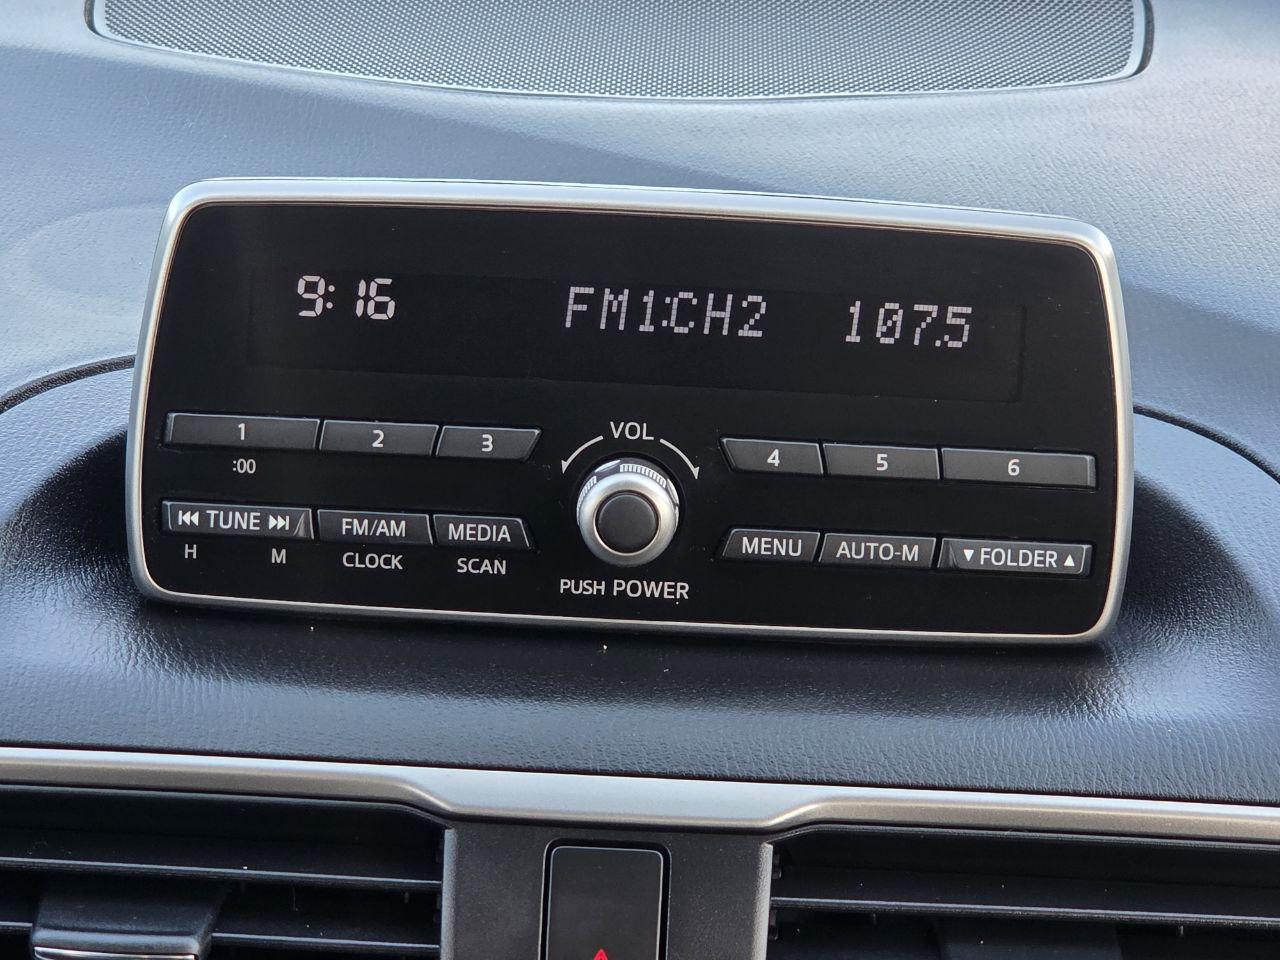 9:16 FM1:CH2 107.5
1 2 3 VOL 4 5 6
:00
⏮ TUNE ⏭ FM/AM MEDIA MENU AUTO-M ▼ FOLDER ▲
H M CLOCK SCAN
PUSH POWER